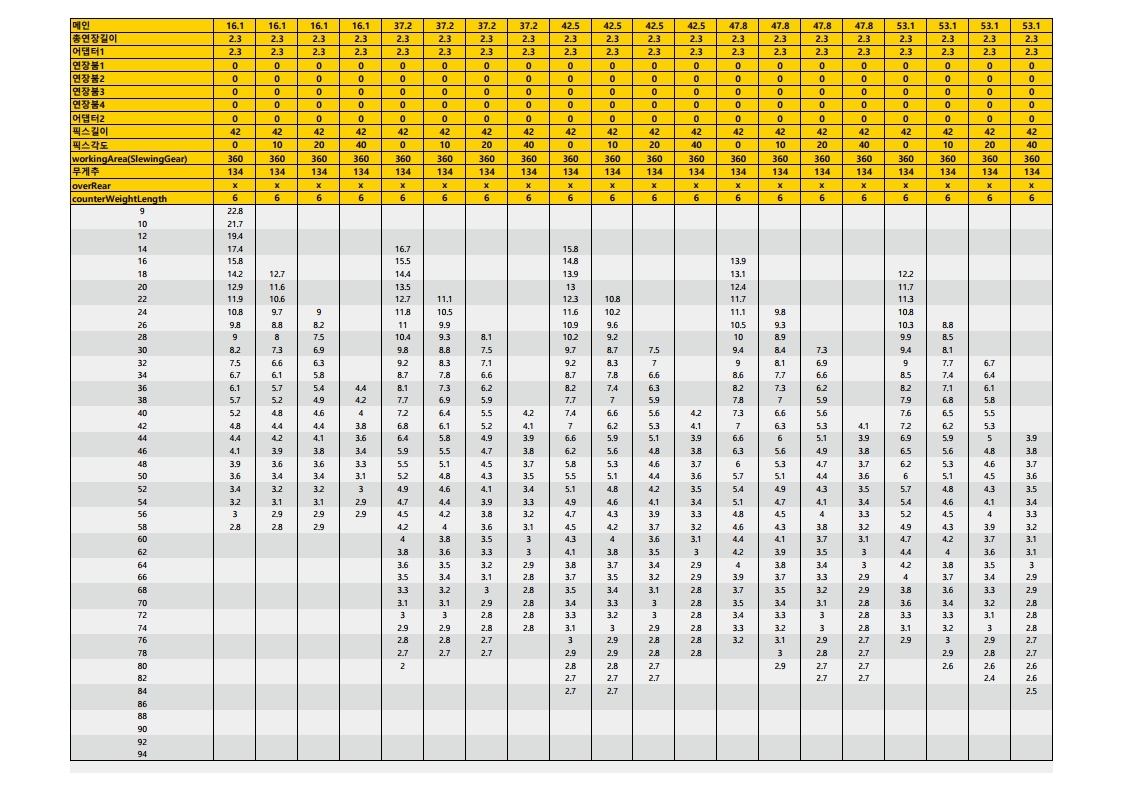 메인 16.1 16.1 16.1 16.1 37.2 37.2 37.2 37.2 42.5 42.5 42.5 42.5 47.8 47.8 47.8 47.8 53.1 53.1 53.1 53.1
총연장길이 2.3 2.3 2.3 2.3 2.3 2.3 2.3 2.3 2.3 2.3 2.3 2.3 2.3 2.3 2.3 2.3 2.3 2.3 2.3 2.3
어댑터1 2.3 2.3 2.3 2.3 2.3 2.3 2.3 2.3 2.3 2.3 2.3 2.3 2.3 2.3 2.3 2.3 2.3 2.3 2.3 2.3
연장붐1 0 0 0 0 0 0 0 0 0 0 0 0 0 0 0 0 0 0 0 0
연장붐2 0 0 0 0 0 0 0 0 0 0 0 0 0 0 0 0 0 0 0 0
연장붐3 0 0 0 0 0 0 0 0 0 0 0 0 0 0 0 0 0 0 0 0
연장붐4 0 0 0 0 0 0 0 0 0 0 0 0 0 0 0 0 0 0 0 0
어댑터2 0 0 0 0 0 0 0 0 0 0 0 0 0 0 0 0 0 0 0 0
픽스길이 42 42 42 42 42 42 42 42 42 42 42 42 42 42 42 42 42 42 42 42
픽스각도 0 10 20 40 0 10 20 40 0 10 20 40 0 10 20 40 0 10 20 40
workingArea(SlewingGear) 360 360 360 360 360 360 360 360 360 360 360 360 360 360 360 360 360 360 360 360
무게추 134 134 134 134 134 134 134 134 134 134 134 134 134 134 134 134 134 134 134 134
overRear x x x x x x x x x x x x x x x x x x x x
counterWeightLength 6 6 6 6 6 6 6 6 6 6 6 6 6 6 6 6 6 6 6 6
9 22.8
10 21.7
12 19.4
14 17.4 16.7 15.8
16 15.8 15.5 14.8 13.9
18 14.2 12.7 14.4 13.9 13.1 12.2
20 12.9 11.6 13.5 13 12.4 11.7
22 11.9 10.6 12.7 11.1 12.3 10.8 11.7 11.3
24 10.8 9.7 9 11.8 10.5 11.6 10.2 11.1 9.8 10.8
26 9.8 8.8 8.2 11 9.9 10.9 9.6 10.5 9.3 10.3 8.8
28 9 8 7.5 10.4 9.3 8.1 10.2 9.2 10 8.9 9.9 8.5
30 8.2 7.3 6.9 9.8 8.8 7.5 9.7 8.7 7.5 9.4 8.4 7.3 9.4 8.1
32 7.5 6.6 6.3 9.2 8.3 7.1 9.2 8.3 7 9 8.1 6.9 9 7.7 6.7
34 6.7 6.1 5.8 8.7 7.8 6.6 8.7 7.8 6.6 8.6 7.7 6.6 8.5 7.4 6.4
36 6.1 5.7 5.4 4.4 8.1 7.3 6.2 8.2 7.4 6.3 8.2 7.3 6.2 8.2 7.1 6.1
38 5.7 5.2 4.9 4.2 7.7 6.9 5.9 7.7 7 5.9 7.8 7 5.9 7.9 6.8 5.8
40 5.2 4.8 4.6 4 7.2 6.4 5.5 4.2 7.4 6.6 5.6 4.2 7.3 6.6 5.6 7.6 6.5 5.5
42 4.8 4.4 4.4 3.8 6.8 6.1 5.2 4.1 7 6.2 5.3 4.1 7 6.3 5.3 4.1 7.2 6.2 5.3
44 4.4 4.2 4.1 3.6 6.4 5.8 4.9 3.9 6.6 5.9 5.1 3.9 6.6 6 5.1 3.9 6.9 5.9 5 3.9
46 4.1 3.9 3.8 3.4 5.9 5.5 4.7 3.8 6.2 5.6 4.8 3.8 6.3 5.6 4.9 3.8 6.5 5.6 4.8 3.8
48 3.9 3.6 3.6 3.3 5.5 5.1 4.5 3.7 5.8 5.3 4.6 3.7 6 5.3 4.7 3.7 6.2 5.3 4.6 3.7
50 3.6 3.4 3.4 3.1 5.2 4.8 4.3 3.5 5.5 5.1 4.4 3.6 5.7 5.1 4.4 3.6 6 5.1 4.5 3.6
52 3.4 3.2 3.2 3 4.9 4.6 4.1 3.4 5.1 4.8 4.2 3.5 5.4 4.9 4.3 3.5 5.7 4.8 4.3 3.5
54 3.2 3.1 3.1 2.9 4.7 4.4 3.9 3.3 4.9 4.6 4.1 3.4 5.1 4.7 4.1 3.4 5.4 4.6 4.1 3.4
56 3 2.9 2.9 2.9 4.5 4.2 3.8 3.2 4.7 4.3 3.9 3.3 4.8 4.5 4 3.3 5.2 4.5 4 3.3
58 2.8 2.8 2.9 4.2 4 3.6 3.1 4.5 4.2 3.7 3.2 4.6 4.3 3.8 3.2 4.9 4.3 3.9 3.2
60 4 3.8 3.5 3 4.3 4 3.6 3.1 4.4 4.1 3.7 3.1 4.7 4.2 3.7 3.1
62 3.8 3.6 3.3 3 4.1 3.8 3.5 3 4.2 3.9 3.5 3 4.4 4 3.6 3.1
64 3.6 3.5 3.2 2.9 3.8 3.7 3.4 2.9 4 3.8 3.4 3 4.2 3.8 3.5 3
66 3.5 3.4 3.1 2.8 3.7 3.5 3.2 2.9 3.9 3.7 3.3 2.9 4 3.7 3.4 2.9
68 3.3 3.2 3 2.8 3.5 3.4 3.1 2.8 3.7 3.5 3.2 2.9 3.8 3.6 3.3 2.9
70 3.1 3.1 2.9 2.8 3.4 3.3 3 2.8 3.5 3.4 3.1 2.8 3.6 3.4 3.2 2.8
72 3 3 2.8 2.8 3.3 3.2 3 2.8 3.4 3.3 3 2.8 3.3 3.3 3.1 2.8
74 2.9 2.9 2.8 2.8 3.1 3 2.9 2.8 3.3 3.2 3 2.8 3.1 3.2 3 2.8
76 2.8 2.8 2.7 3 2.9 2.8 2.8 3.2 3.1 2.9 2.7 2.9 3 2.9 2.7
78 2.7 2.7 2.7 2.9 2.9 2.8 2.8 3 2.8 2.7 2.9 2.8 2.7
80 2 2.8 2.8 2.7 2.9 2.7 2.7 2.6 2.6 2.6
82 2.7 2.7 2.7 2.7 2.7 2.4 2.6
84 2.7 2.7 2.5
86
88
90
92
94